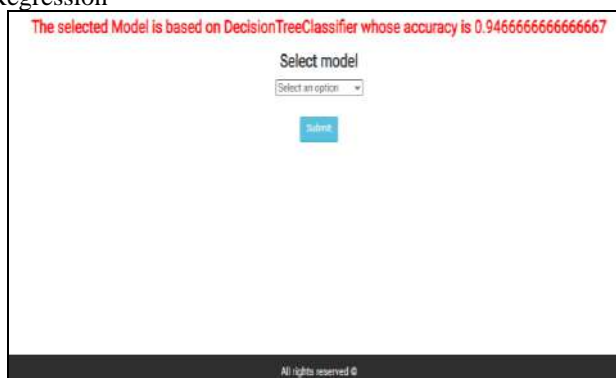 Regression
The selected Model is based on DecisionTreeClassifier whose accuracy is 0.9466666666666667
Select model
Select an option
Submit
All rights reserved ©